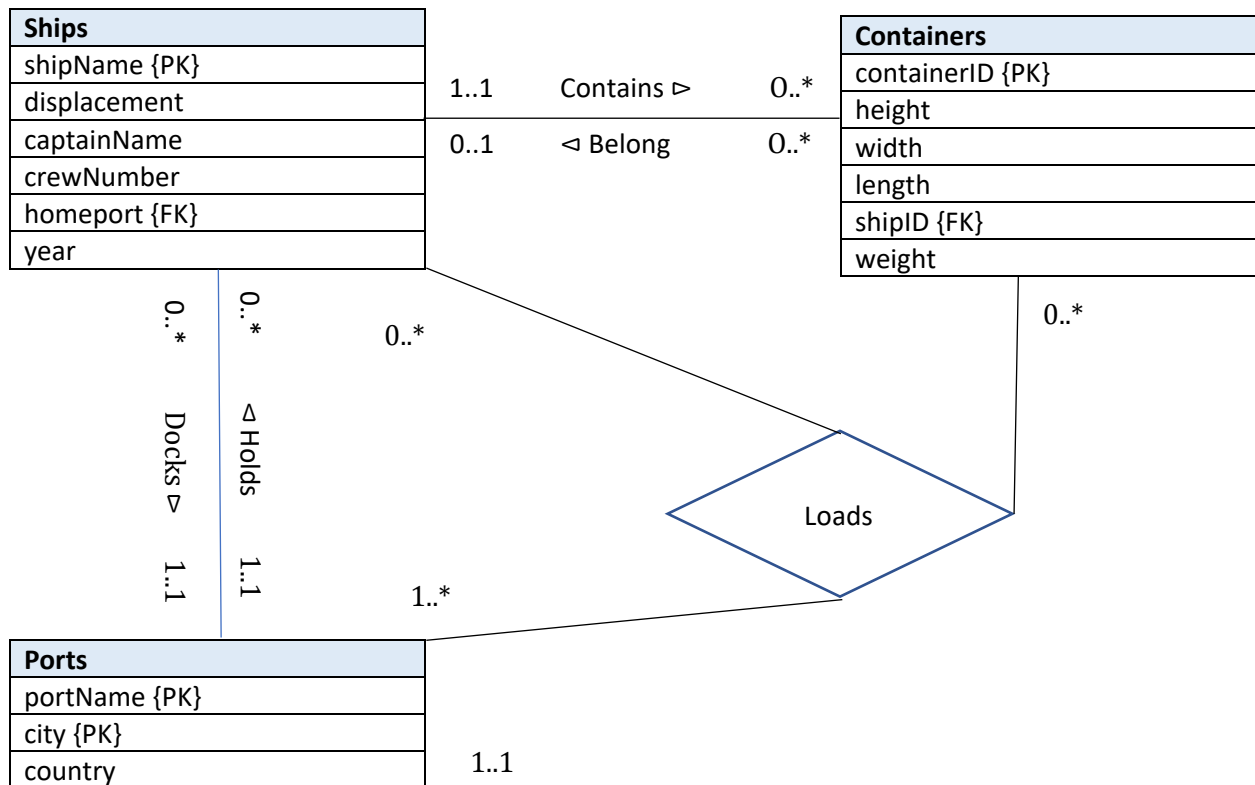 Ships
shipName {PK}
displacement
captainName
crewNumber
homeport {FK}
year
1..1 Contains ⊳ 0..*
0..1 ⊲ Belong 0..*
Containers
containerID {PK}
height
width
length
shipID {FK}
weight
0..* Docks ⊳ 1..1
0..* ⊲ Holds 1..1
0..*
0..*
Loads
1..*
Ports
portName {PK}
city {PK}
country
1..1